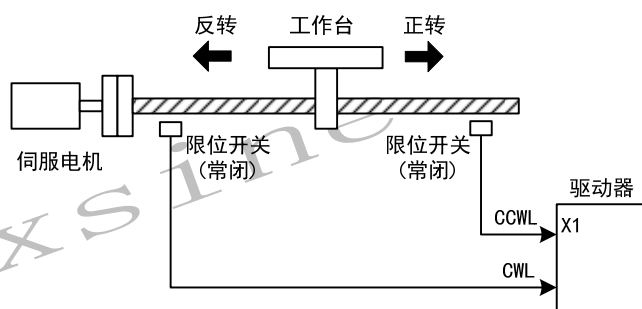 反转
工作台
正转
伺服电机
限位开关
(常闭)
限位开关
(常闭)
驱动器
CCWL
X1
CWL
xsine